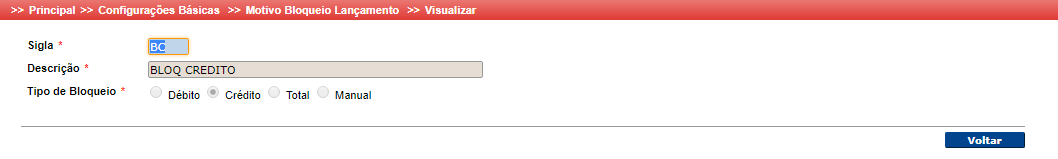 >> Principal >> Configurações Básicas >> Motivo Bloqueio Lançamento >> Visualizar
Sigla * BC
Descrição * BLOQ CREDITO
Tipo de Bloqueio * Débito Crédito Total Manual
Voltar